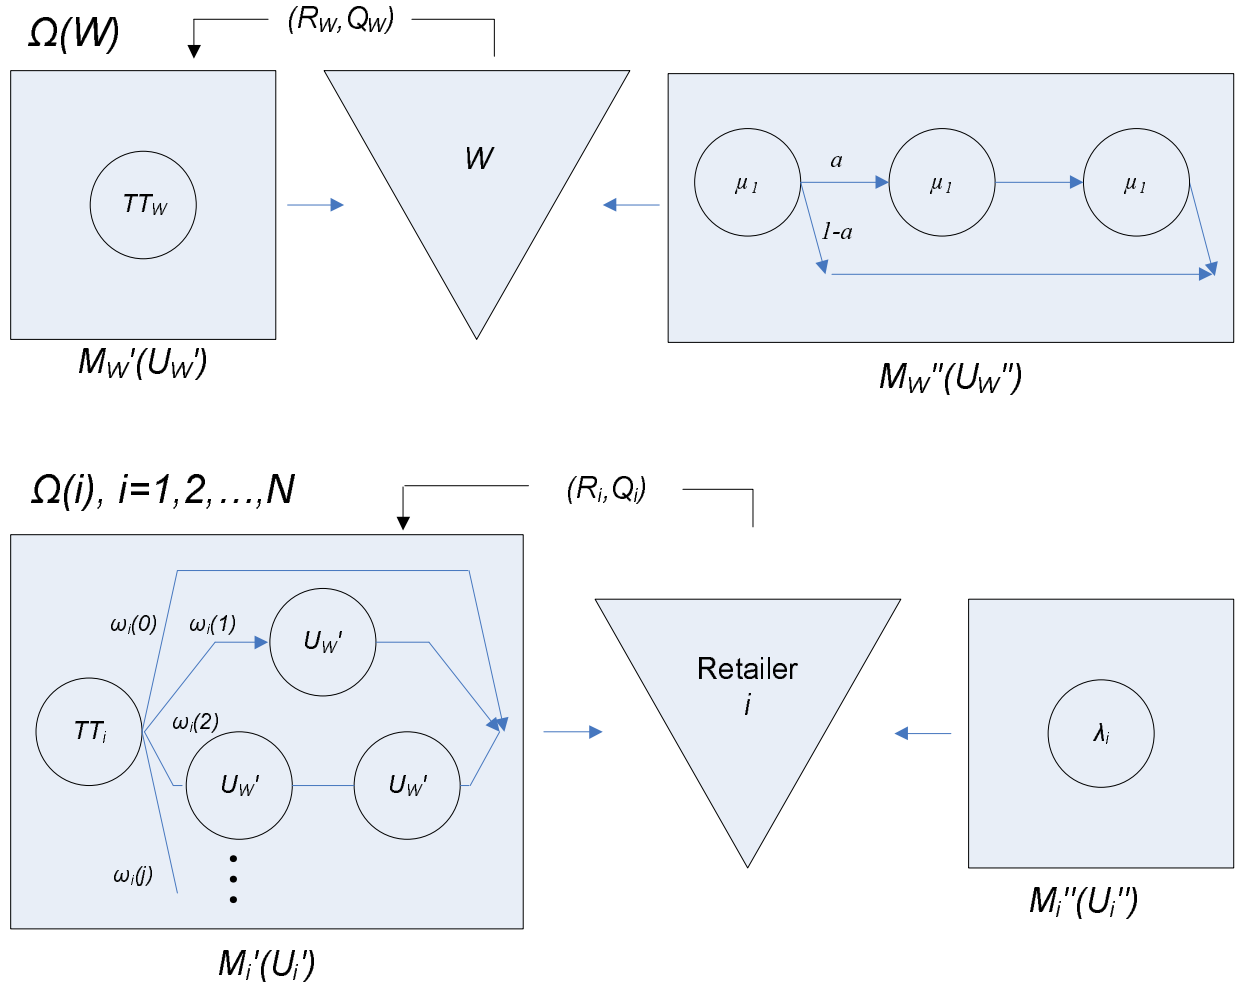 Ω(W)
(R_W, Q_W)
TT_W
W
μ_1
a
μ_1
μ_1
1-a
M_W'(U_W')
M_W''(U_W'')
Ω(i), i=1,2,...,N
(R_i, Q_i)
ω_i(0)
ω_i(1)
U_W'
TT_i
ω_i(2)
U_W'
U_W'
ω_i(j)
Retailer
i
λ_i
M_i'(U_i')
M_i''(U_i'')